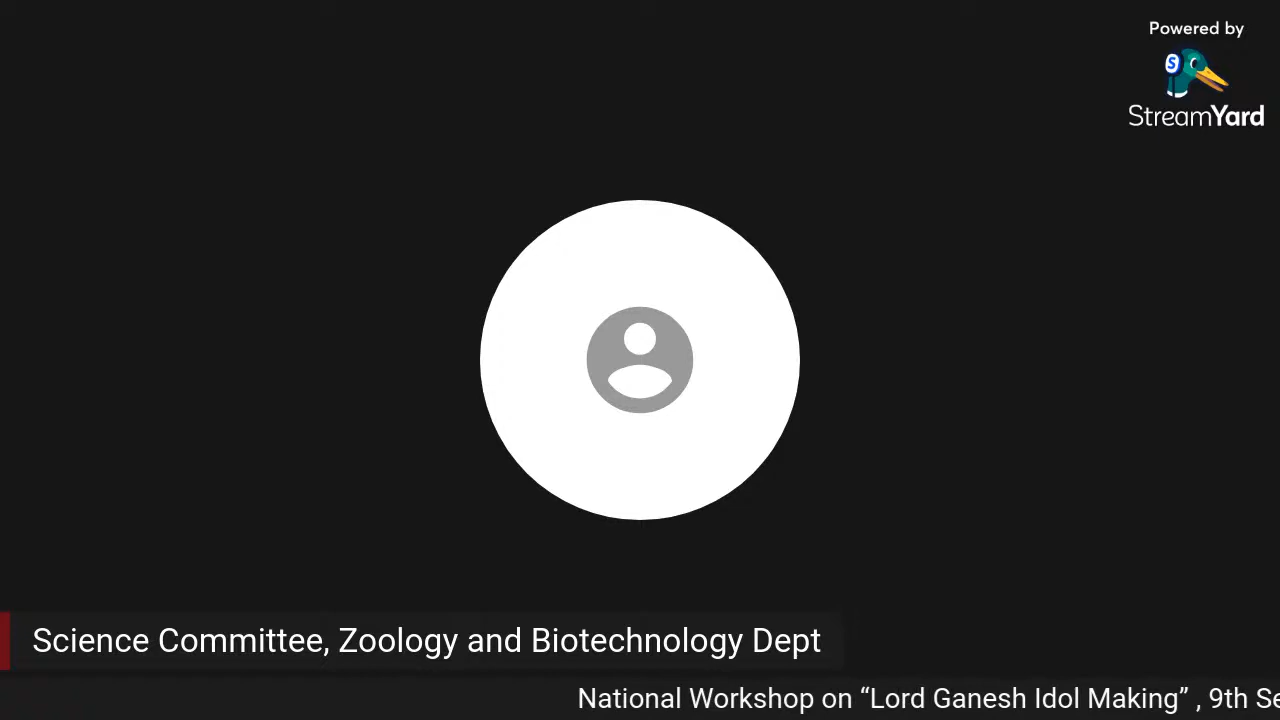 Powered by
S
StreamYard
Science Committee, Zoology and Biotechnology Dept
National Workshop on “Lord Ganesh Idol Making” , 9th